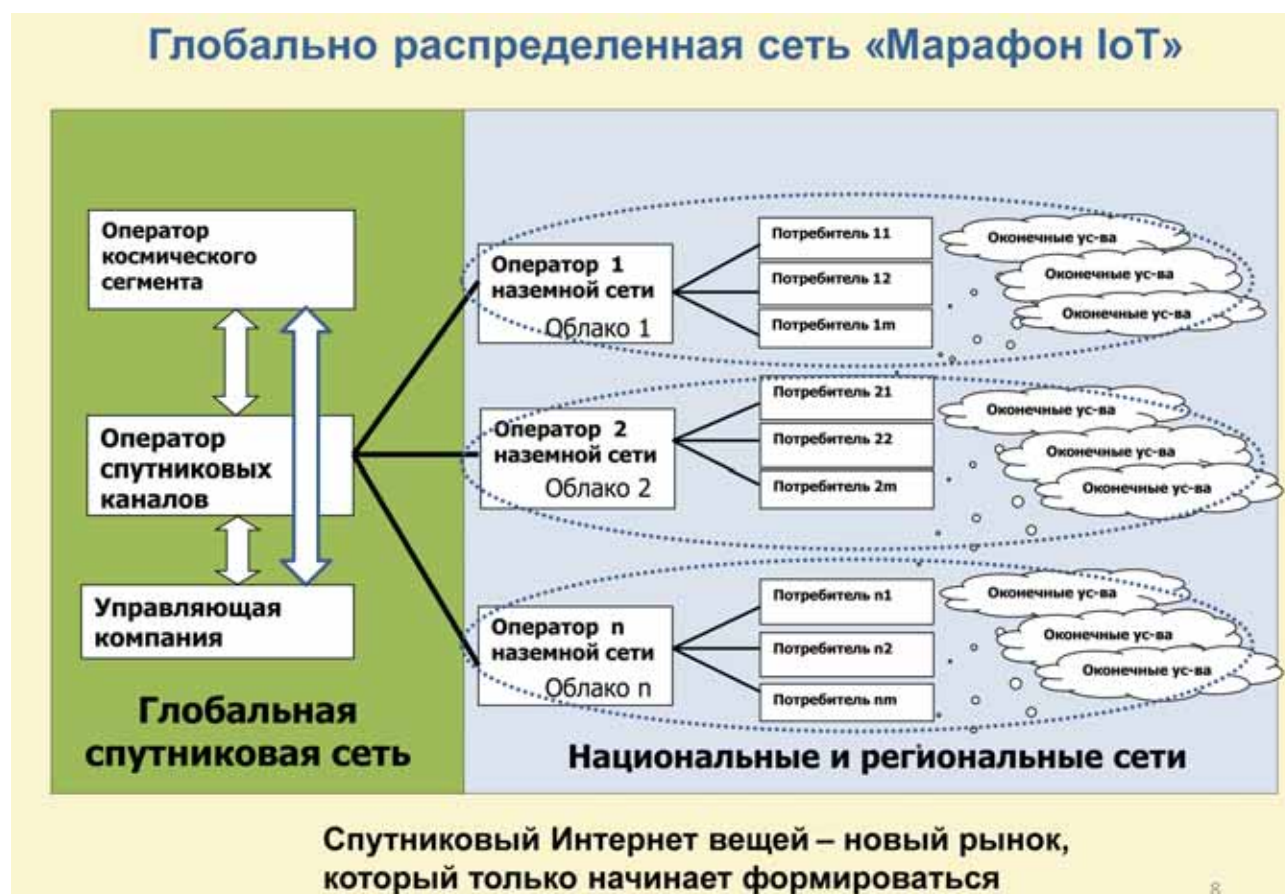 Глобально распределенная сеть «Марафон IoT»
Оператор
космического
сегмента
Оператор
спутниковых
каналов
Управляющая
компания
Глобальная
спутниковая сеть
Оператор 1
наземной сети
Облако 1
Потребитель 11
Потребитель 12
Потребитель 1m
Оконечные ус-ва
Оконечные ус-ва
Оконечные ус-ва
Оператор 2
наземной сети
Облако 2
Потребитель 21
Потребитель 22
Потребитель 2m
Оконечные ус-ва
Оконечные ус-ва
Оконечные ус-ва
Оператор n
наземной сети
Облако n
Потребитель n1
Потребитель n2
Потребитель nm
Оконечные ус-ва
Оконечные ус-ва
Оконечные ус-ва
Национальные и региональные сети
Спутниковый Интернет вещей – новый рынок,
который только начинает формироваться
8